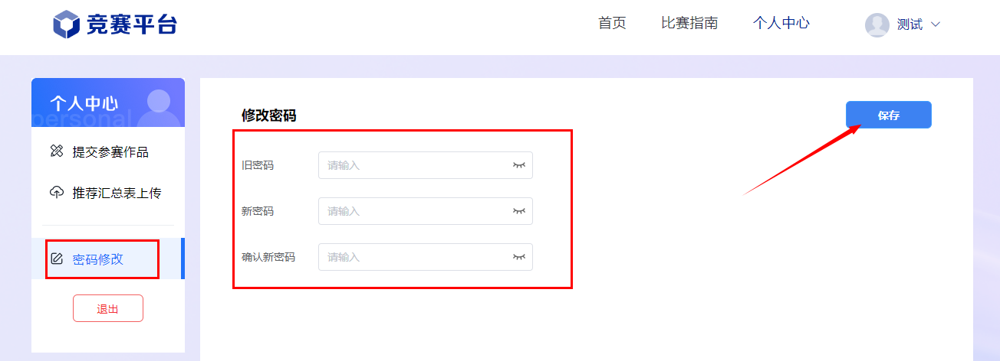 竞赛平台
首页
比赛指南
个人中心
测试
个人中心
personal
提交参赛作品
推荐汇总表上传
密码修改
退出
修改密码
保存
旧密码
请输入
新密码
请输入
确认新密码
请输入